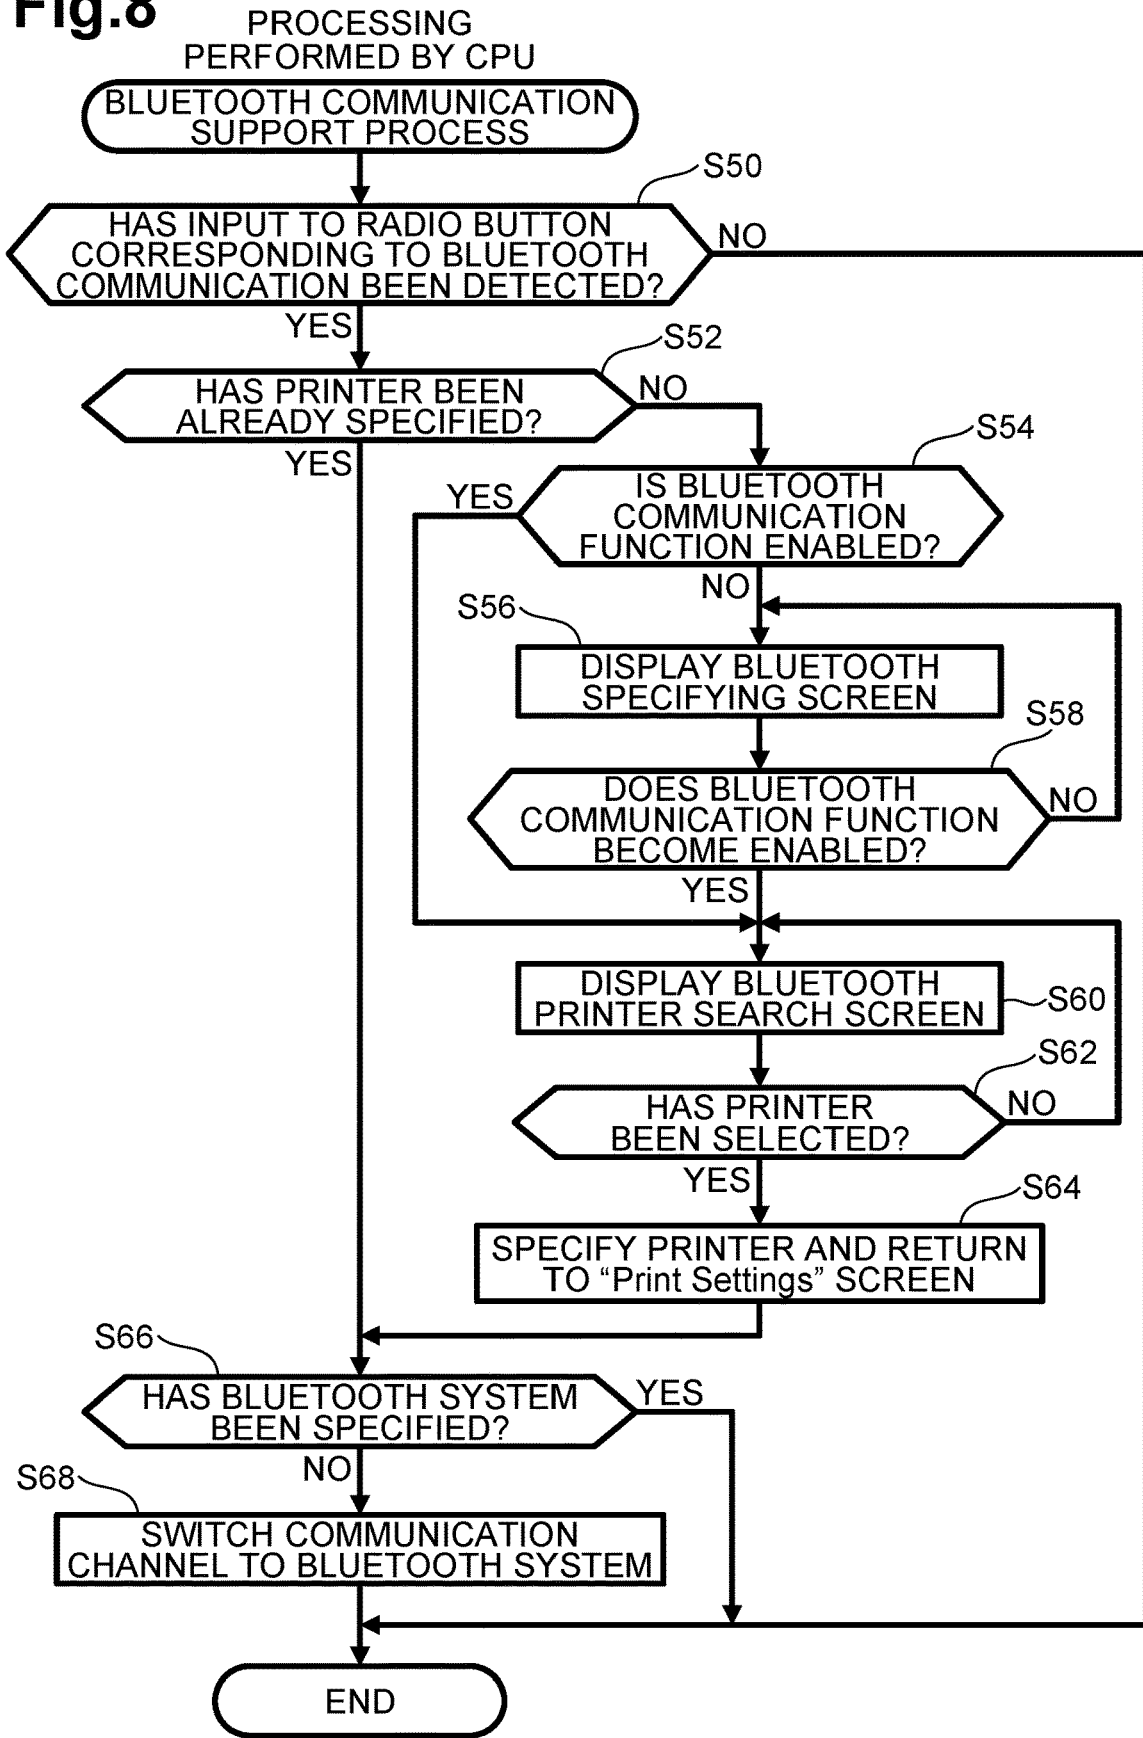 Fig.8
PROCESSING
PERFORMED BY CPU
BLUETOOTH COMMUNICATION
SUPPORT PROCESS
S50
HAS INPUT TO RADIO BUTTON
CORRESPONDING TO BLUETOOTH
COMMUNICATION BEEN DETECTED?
NO
YES
S52
HAS PRINTER BEEN
ALREADY SPECIFIED?
NO
YES
S54
IS BLUETOOTH
COMMUNICATION
FUNCTION ENABLED?
YES
NO
S56
DISPLAY BLUETOOTH
SPECIFYING SCREEN
S58
DOES BLUETOOTH
COMMUNICATION FUNCTION
BECOME ENABLED?
NO
YES
DISPLAY BLUETOOTH
PRINTER SEARCH SCREEN
S60
S62
HAS PRINTER
BEEN SELECTED?
NO
YES
S64
SPECIFY PRINTER AND RETURN
TO “Print Settings” SCREEN
S66
HAS BLUETOOTH SYSTEM
BEEN SPECIFIED?
YES
NO
S68
SWITCH COMMUNICATION
CHANNEL TO BLUETOOTH SYSTEM
END